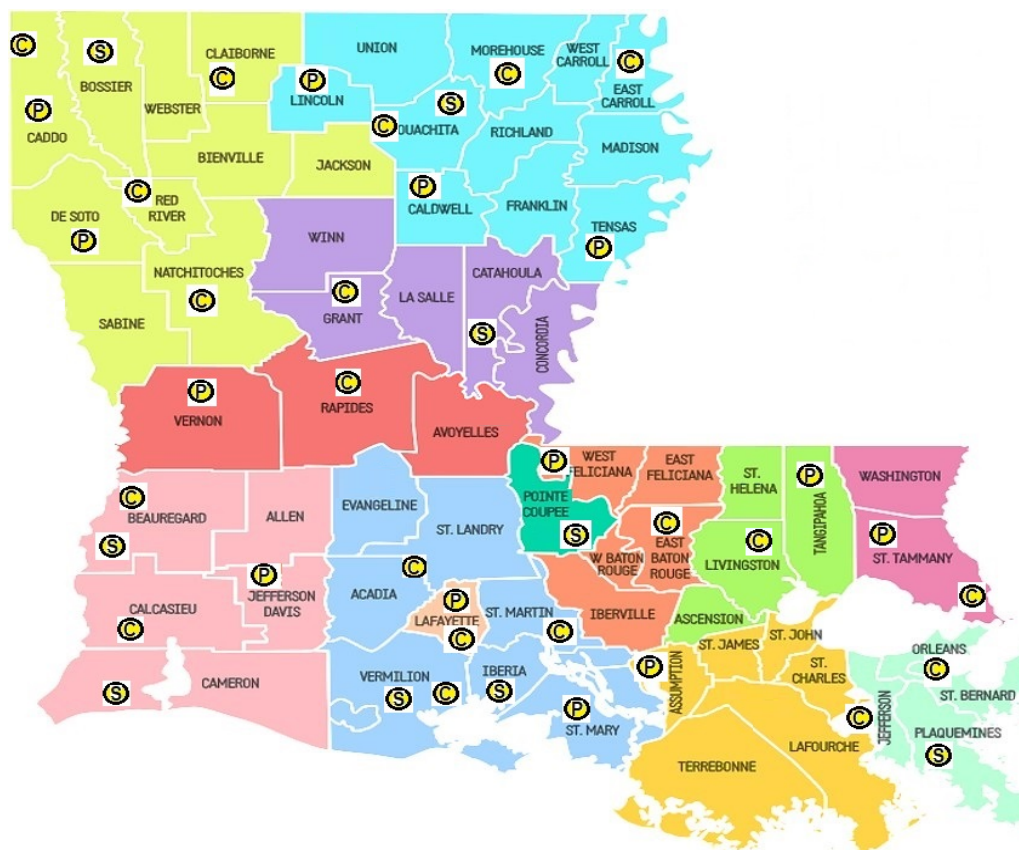 UNION
MOREHOUSE
WEST
CARROLL
CLAIBORNE
C
S
C
P
C
C
EAST
CARROLL
BOSSIER
LINCOLN
S
P
WEBSTER
CADDO
C
OUACHITA
RICHLAND
MADISON
BIENVILLE
JACKSON
C
RED
RIVER
P
CALDWELL
FRANKLIN
TENSAS
DE SOTO
P
P
WINN
NATCHITOCHES
C
CATAHOULA
C
GRANT
LA SALLE
SABINE
S
CONCORDIA
P
VERNON
C
RAPIDES
AVOYELLES
P
WEST
FELICIANA
EAST
FELICIANA
ST.
HELENA
P
TANGIPAHOA
WASHINGTON
C
BEAUREGARD
ALLEN
EVANGELINE
ST. LANDRY
POINTE
COUPEE
S
C
EAST
BATON
ROUGE
C
LIVINGSTON
P
ST. TAMMANY
S
W BATON
ROUGE
P
JEFFERSON
DAVIS
C
ACADIA
CALCASIEU
C
P
LAFAYETTE
C
ST. MARTIN
C
IBERVILLE
ASCENSION
C
ST. JAMES
ST. JOHN
ORLEANS
C
P
ASSUMPTION
ST.
CHARLES
CAMERON
S
VERMILION
S
C
IBERIA
S
P
ST. MARY
C
JEFFERSON
ST. BERNARD
PLAQUEMINES
S
LAFOURCHE
TERREBONNE